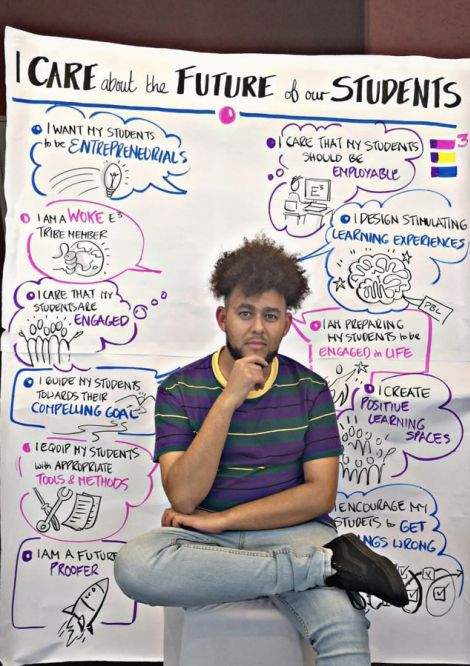 I CARE about the FUTURE of our STUDENTS
I WANT MY STUDENTS
to be ENTREPRENEURIALS
I AM A WOKE E³
TRIBE MEMBER
I CARE THAT MY
STUDENTS ARE
ENGAGED
I GUIDE MY STUDENTS
TOWARDS THEIR
COMPELLING GOAL
I EQUIP MY STUDENTS
with APPROPRIATE
TOOLS & METHODS
I AM A FUTURE
PROOFER
I CARE THAT MY STUDENTS
SHOULD BE
EMPLOYABLE
3
E³
I DESIGN STIMULATING
LEARNING EXPERIENCES
PBL
I AM PREPARING
MY STUDENTS to be
ENGAGED in LIFE
I CREATE
POSITIVE
LEARNING
SPACES
I ENCOURAGE MY
STUDETS to GET
NGS WRONG